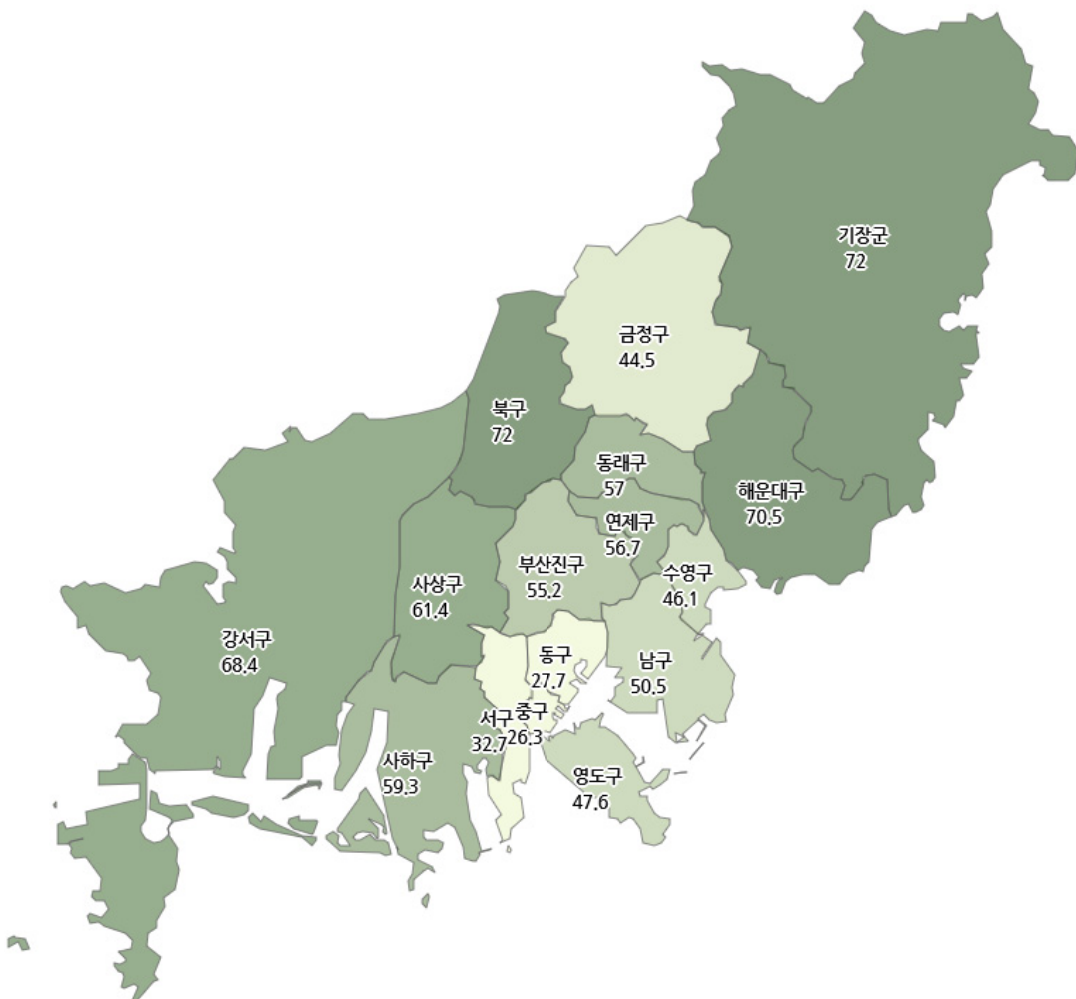 기장군
72
금정구
44.5
북구
72
동래구
57
해운대구
70.5
연제구
56.7
부산진구
55.2
수영구
46.1
사상구
61.4
강서구
68.4
동구
27.7
남구
50.5
서구
32.7
중구
26.3
사하구
59.3
영도구
47.6